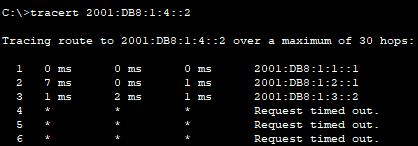 C:\>tracert 2001:DB8:1:4::2
Tracing route to 2001:DB8:1:4::2 over a maximum of 30 hops:
1 0 ms 0 ms 0 ms 2001:DB8:1:1::1
2 7 ms 0 ms 1 ms 2001:DB8:1:2::1
3 1 ms 2 ms 1 ms 2001:DB8:1:3::2
4 * * * Request timed out.
5 * * * Request timed out.
6 * * * Request timed out.